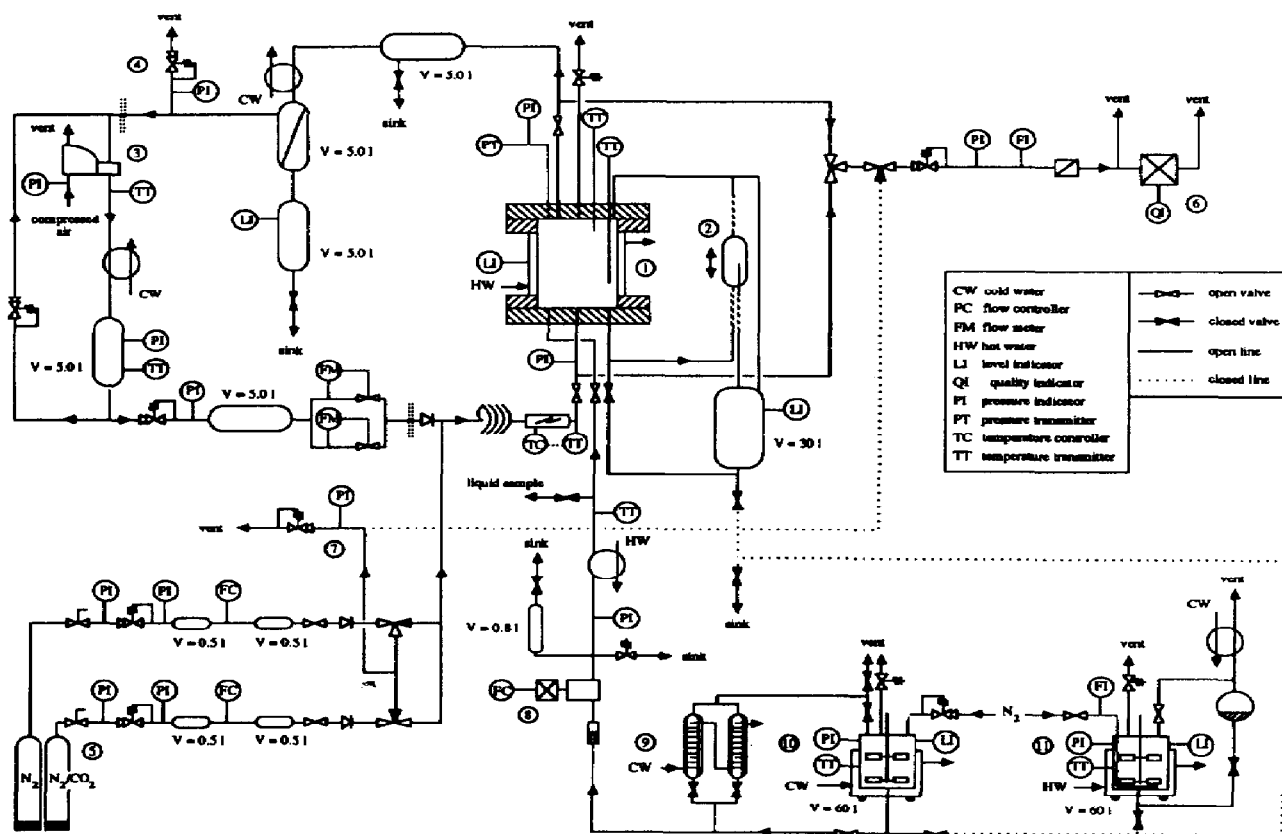 vent
vent
4
PI
CW
V = 5.0 l
sink
PI
TT
vent
vent
PI
FI
vent
3
PT
TT
V = 5.0 l
PI
TT
compressed
air
2
QI
6
LI
LI
1
V = 5.0 l
HW
CW
sink
CW cold water
FC flow controller
FM flow meter
HW hot water
LI level indicator
QI quality indicator
PI pressure indicator
PT pressure transmitter
TC temperature controller
TT temperature transmitter
open valve
closed valve
open line
closed line
PI
TT
V = 5.0 l
PI
PI
V = 5.0 l
FM
FM
LI
V = 30 l
TC
TT
liquid sample
TT
PI
vent
7
sink
HW
PI
PI
FC
PI
V = 0.5 l
V = 0.5 l
V = 0.8 l
sink
sink
CW
vent
vent
vent
PI
PI
FC
FC
8
V = 0.5 l
V = 0.5 l
5
N2
N2/CO2
9
CW
10
PI
LI
TT
CW
V = 60 l
N2
FI
11
PI
LI
TT
HW
V = 60 l